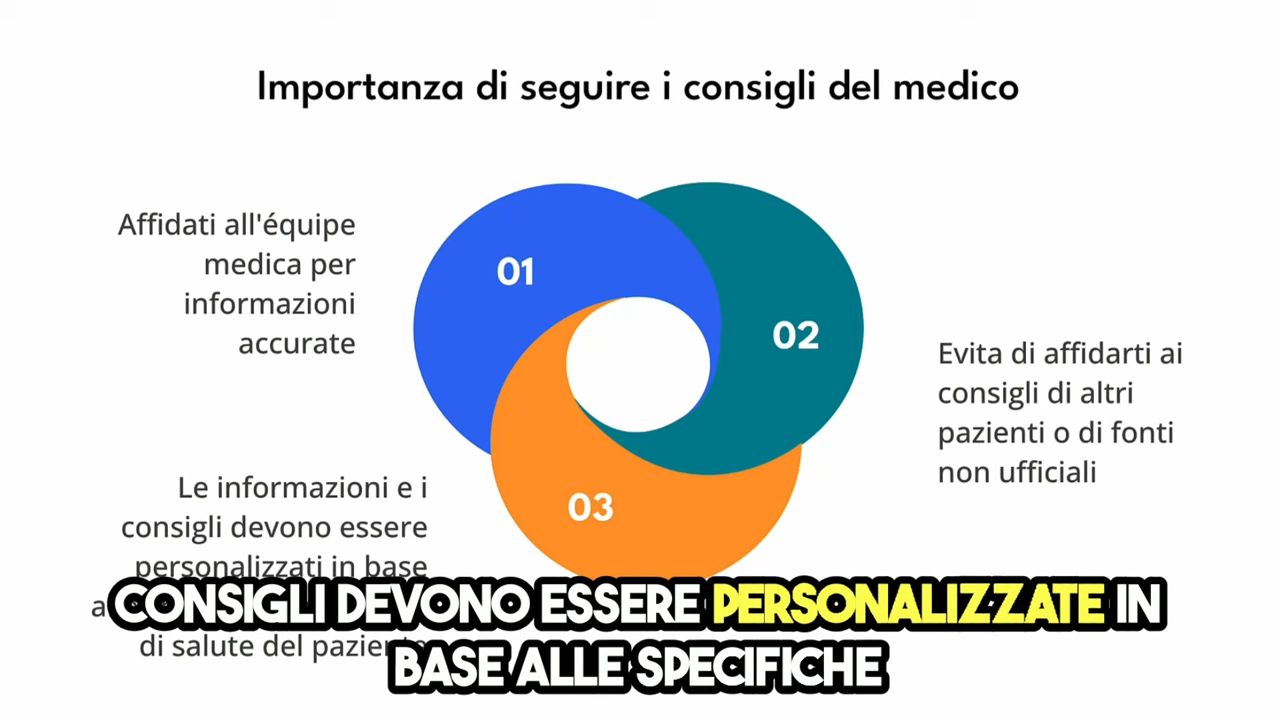 Importanza di seguire i consigli del medico
Affidati all'équipe
medica per
informazioni
accurate
01
02
Evita di affidarti ai
consigli di altri
pazienti o di fonti
non ufficiali
03
Le informazioni e i
consigli devono essere
personalizzati in base
di salute del
CONSIGLI DEVONO ESSERE PERSONALIZZATE IN
BASE ALLE SPECIFICHE